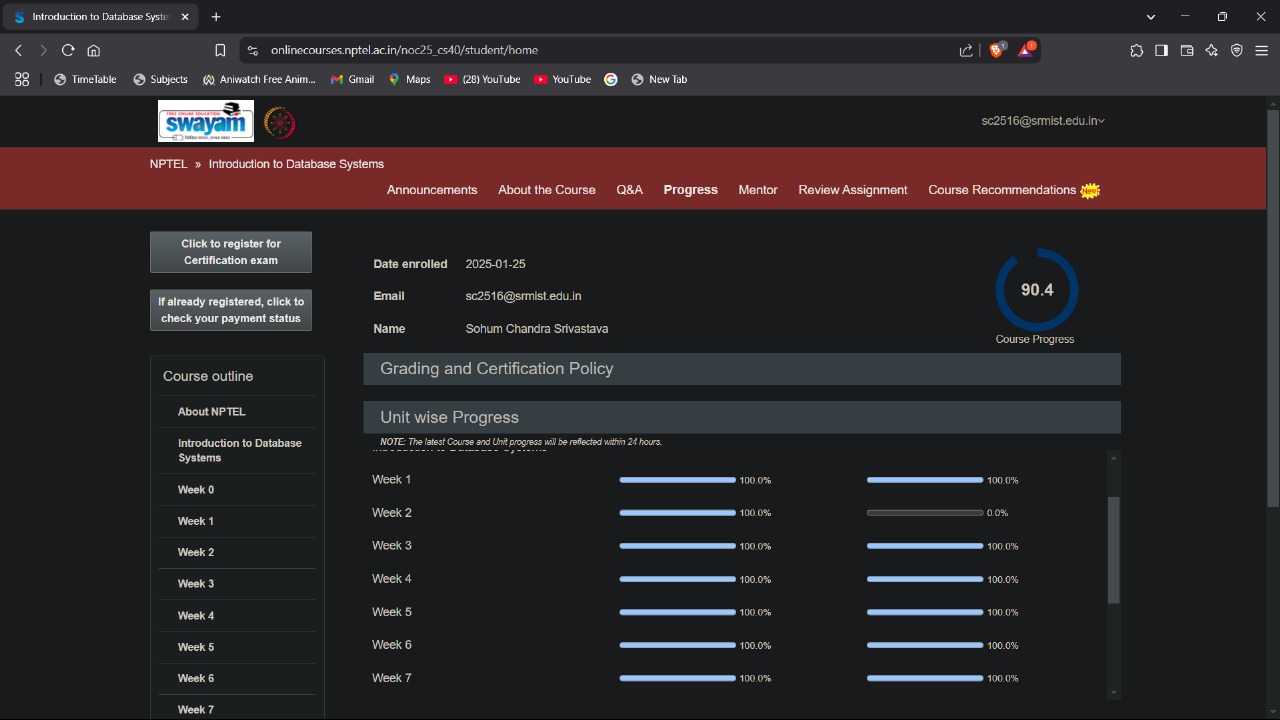 Introduction to Database Syste
onlinecourses.nptel.ac.in/noc25_cs40/student/home
1
1
TimeTable
Subjects
Aniwatch Free Anim...
Gmail
Maps
(28) YouTube
YouTube
New Tab
FREE ONLINE EDUCATION
swayam
sc2516@srmist.edu.in
NPTEL » Introduction to Database Systems
Announcements
About the Course
Q&A
Progress
Mentor
Review Assignment
Course Recommendations
New
Click to register for
Certification exam
If already registered, click to
check your payment status
Date enrolled 2025-01-25
Email sc2516@srmist.edu.in
Name Sohum Chandra Srivastava
90.4
Course Progress
Course outline
About NPTEL
Introduction to Database
Systems
Week 0
Week 1
Week 2
Week 3
Week 4
Week 5
Week 6
Week 7
Grading and Certification Policy
Unit wise Progress
NOTE: The latest Course and Unit progress will be reflected within 24 hours.
Week 1 100.0% 100.0%
Week 2 100.0% 0.0%
Week 3 100.0% 100.0%
Week 4 100.0% 100.0%
Week 5 100.0% 100.0%
Week 6 100.0% 100.0%
Week 7 100.0% 100.0%